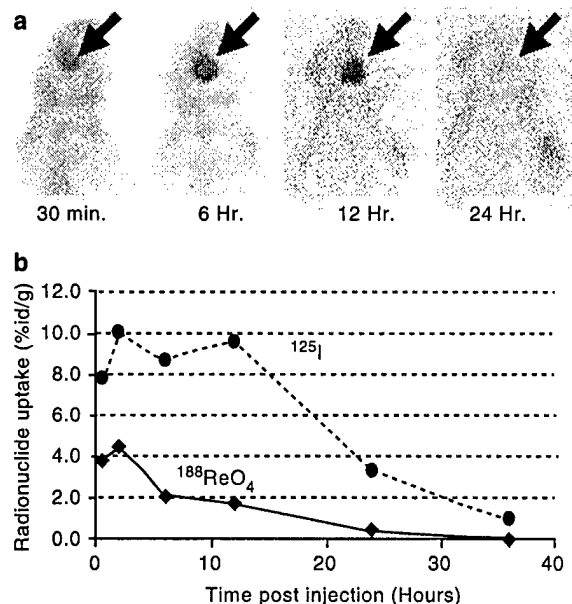 a
30 min. 6 Hr. 12 Hr. 24 Hr.
b
Radionuclide uptake (%id/g)
12.0
10.0
8.0
6.0
4.0
2.0
0.0
125I
188ReO4
0 10 20 30 40
Time post injection (Hours)